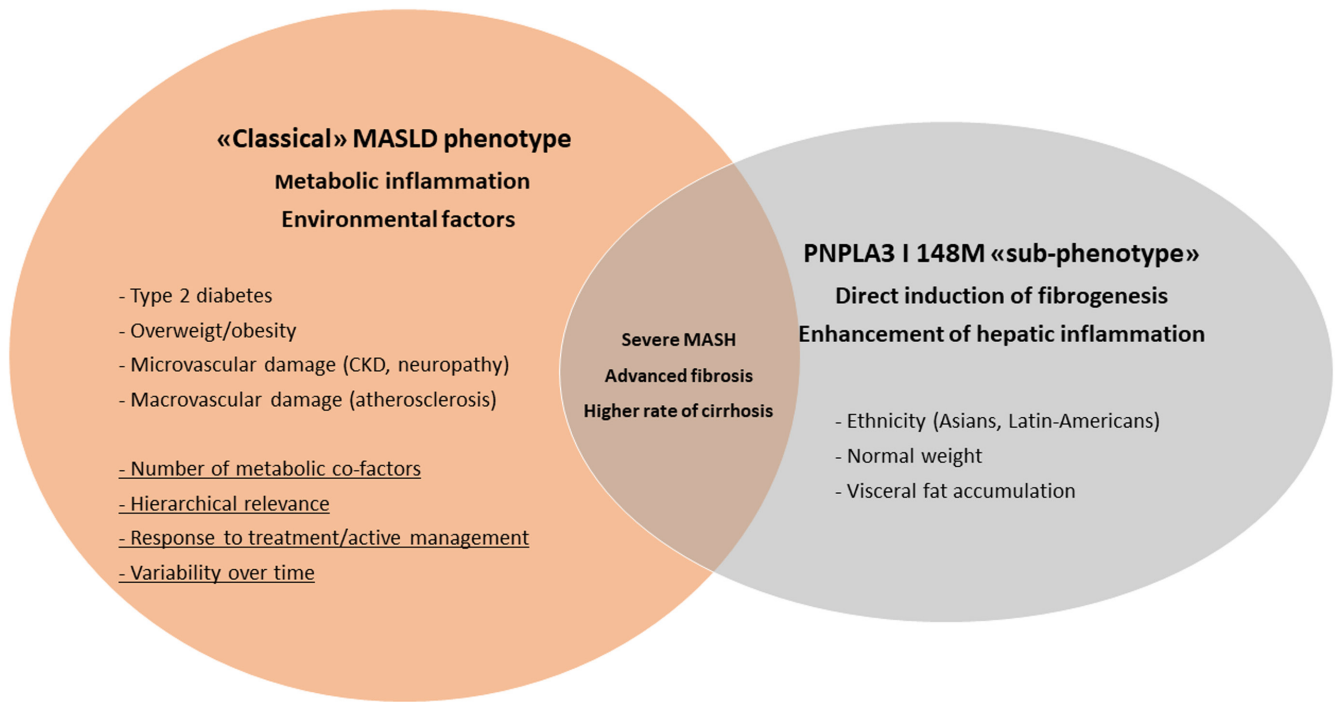 «Classical» MASLD phenotype
Metabolic inflammation
Environmental factors
- Type 2 diabetes
- Overweigt/obesity
- Microvascular damage (CKD, neuropathy)
- Macrovascular damage (atherosclerosis)
- Number of metabolic co-factors
- Hierarchical relevance
- Response to treatment/active management
- Variability over time
Severe MASH
Advanced fibrosis
Higher rate of cirrhosis
PNPLA3 I 148M «sub-phenotype»
Direct induction of fibrogenesis
Enhancement of hepatic inflammation
- Ethnicity (Asians, Latin-Americans)
- Normal weight
- Visceral fat accumulation